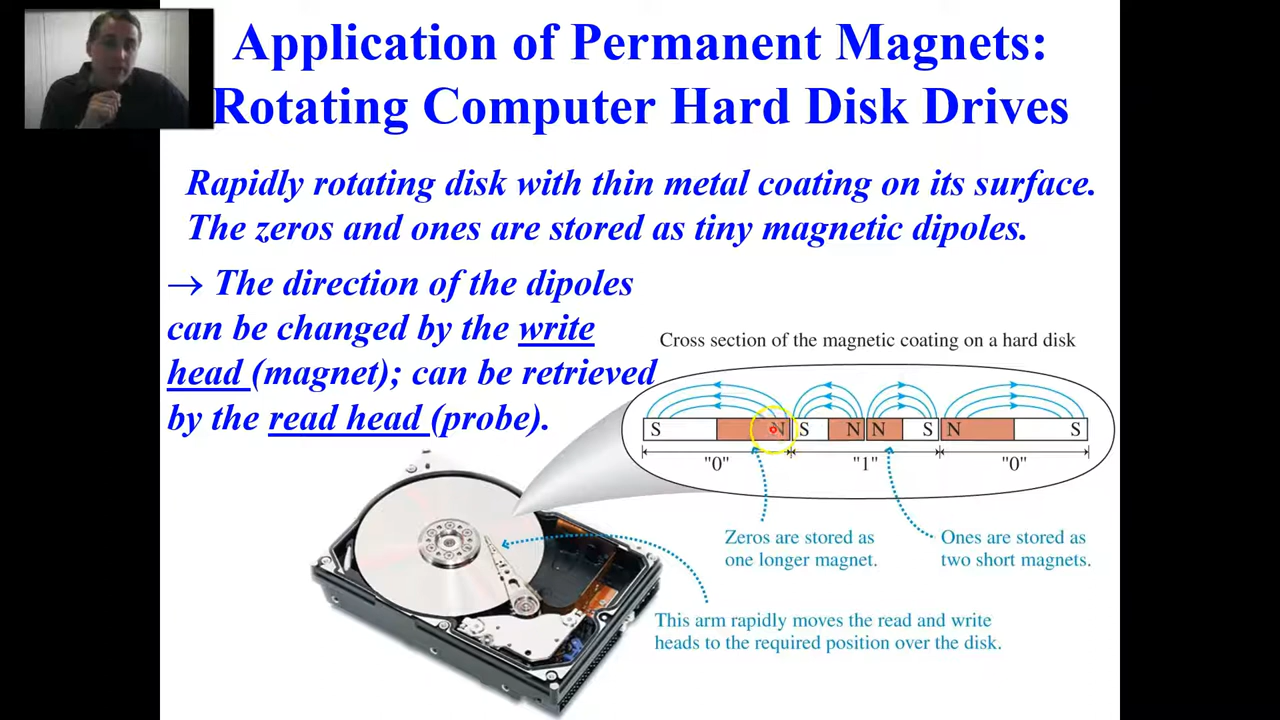 Application of Permanent Magnets:
Rotating Computer Hard Disk Drives
Rapidly rotating disk with thin metal coating on its surface.
The zeros and ones are stored as tiny magnetic dipoles.
→ The direction of the dipoles
can be changed by the write
head (magnet); can be retrieved
by the read head (probe).
Cross section of the magnetic coating on a hard disk
S N S N N S N S
"0" "1" "0"
Zeros are stored as
one longer magnet.
Ones are stored as
two short magnets.
This arm rapidly moves the read and write
heads to the required position over the disk.